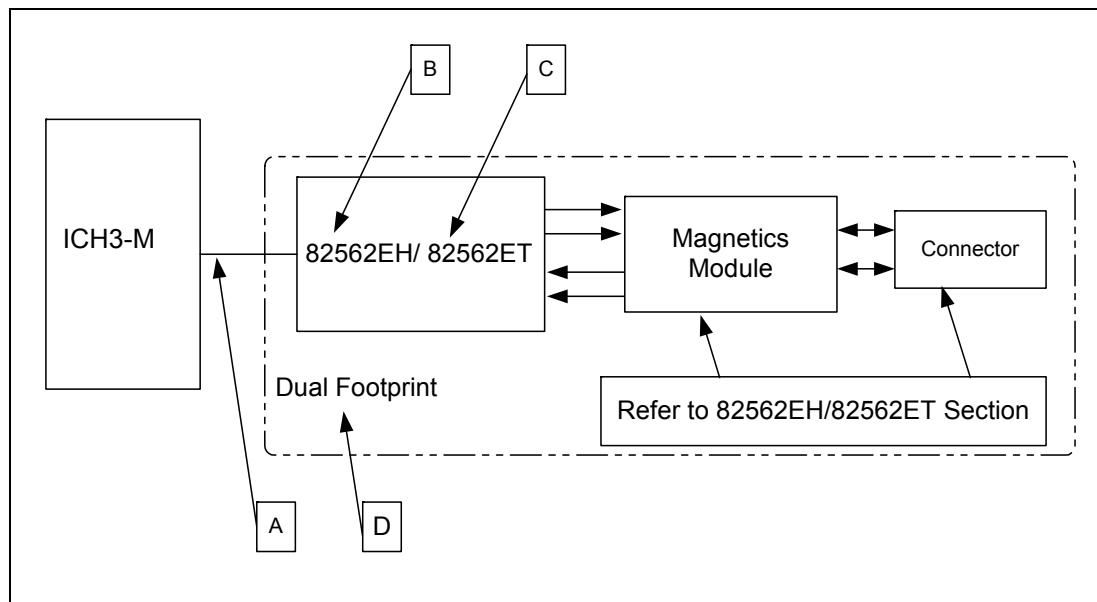 B
C
ICH3-M
82562EH/ 82562ET
Magnetics
Module
Connector
Dual Footprint
Refer to 82562EH/82562ET Section
A
D